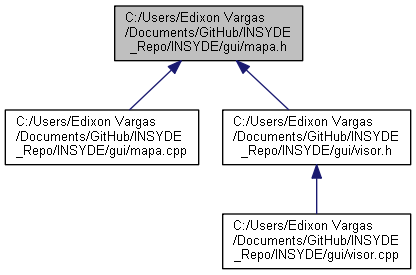 C:/Users/Edixon Vargas
/Documents/GitHub/INSYDE
_Repo/INSYDE/gui/mapa.h
C:/Users/Edixon Vargas
/Documents/GitHub/INSYDE
_Repo/INSYDE/gui/mapa.cpp
C:/Users/Edixon Vargas
/Documents/GitHub/INSYDE
_Repo/INSYDE/gui/visor.h
C:/Users/Edixon Vargas
/Documents/GitHub/INSYDE
_Repo/INSYDE/gui/visor.cpp